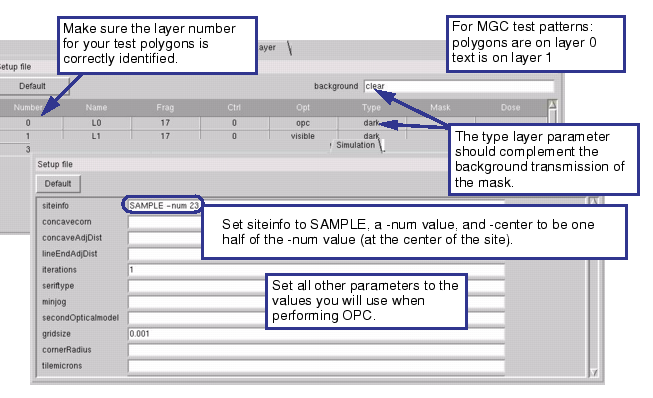 Make sure the layer number
for your test polygons is
correctly identified.
For MGC test patterns:
polygons are on layer 0
text is on layer 1
ayer
Setup file
Default
background clear
Number Name Frag Ctrl Opt Type Mask Dose
0 L0 17 0 opc dark
1 L1 17 0 visible dark
3
Simulation
The type layer parameter
should complement the
background transmission of
the mask.
Setup file
Default
siteinfo SAMPLE -num 23
concavecorn
concaveAdjDist
lineEndAdjDist
iterations 1
seriftype
minjog
secondOpticalmodel
gridsize 0.001
cornerRadius
tilemicrons
Set siteinfo to SAMPLE, a -num value, and -center to be one
half of the -num value (at the center of the site).
Set all other parameters to the
values you will use when
performing OPC.